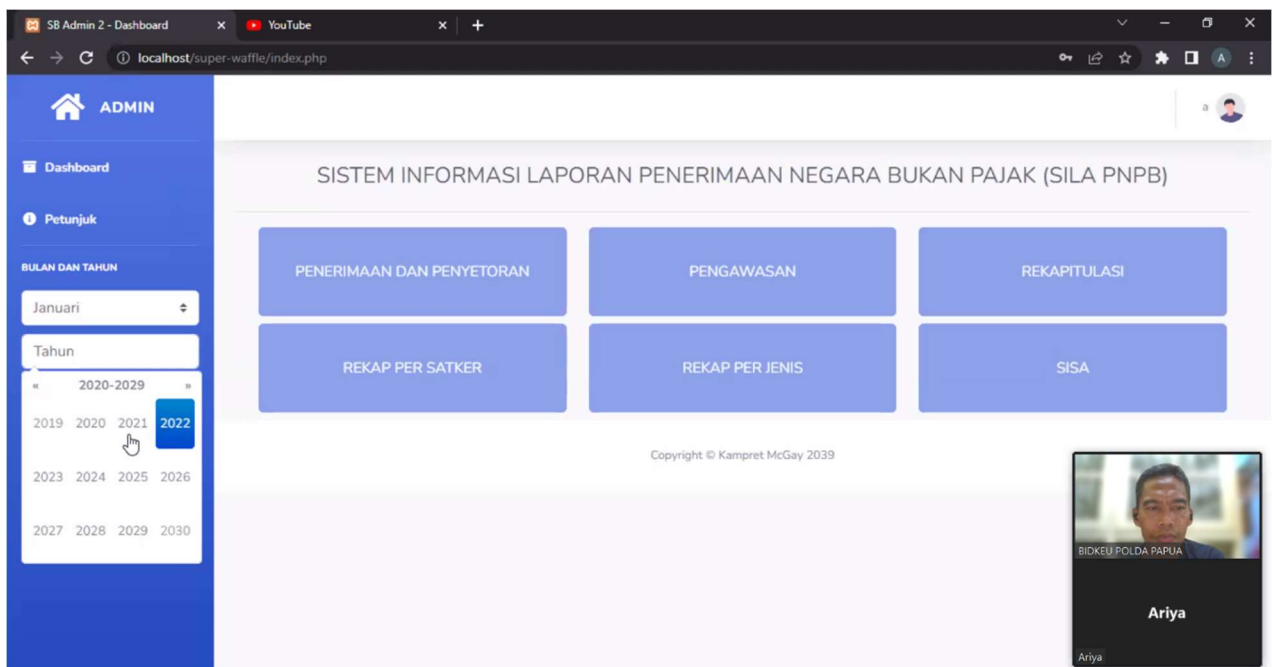 SB Admin 2 - Dashboard
YouTube
localhost/super-waffle/index.php
A
ADMIN
a
Dashboard
Petunjuk
BULAN DAN TAHUN
Januari
Tahun
« 2020-2029 »
2019 2020 2021 2022
2023 2024 2025 2026
2027 2028 2029 2030
SISTEM INFORMASI LAPORAN PENERIMAAN NEGARA BUKAN PAJAK (SILA PNPB)
PENERIMAAN DAN PENYETORAN
PENGAWASAN
REKAPITULASI
REKAP PER SATKER
REKAP PER JENIS
SISA
Copyright © Kampret McGay 2039
BIDKEU POLDA PAPUA
Ariya
Ariya